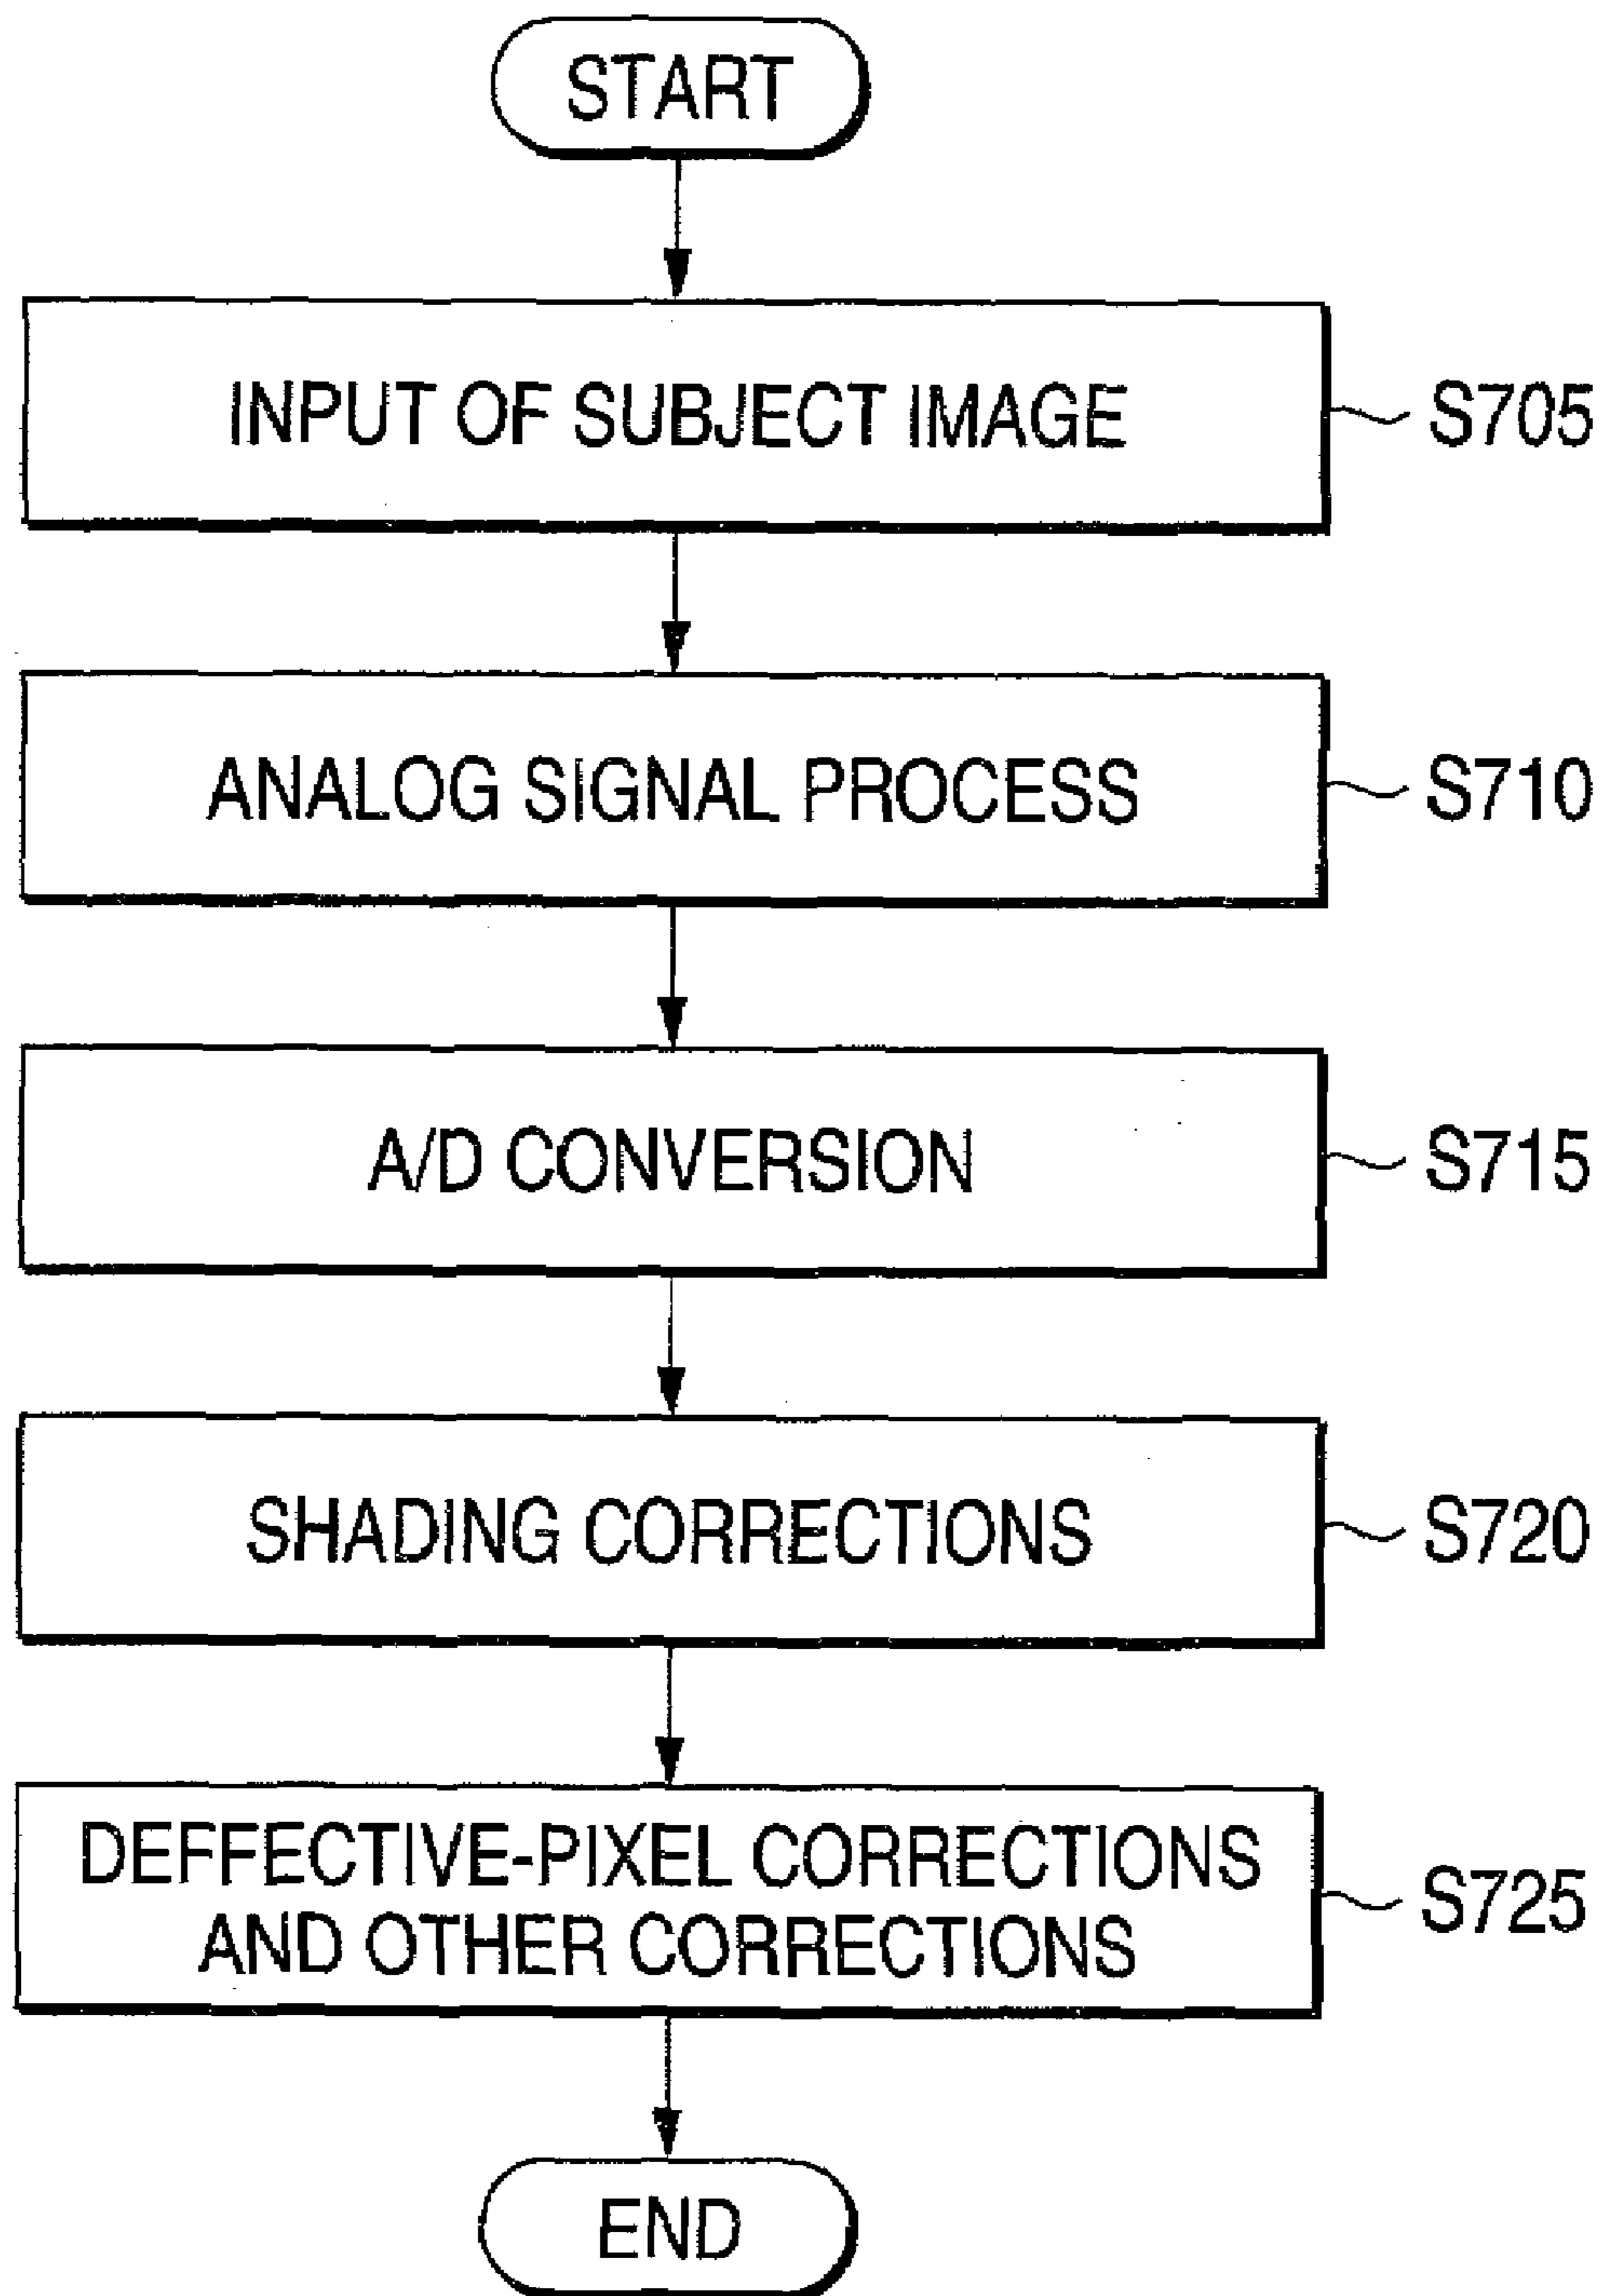 START
INPUT OF SUBJECT IMAGE
S705
ANALOG SIGNAL PROCESS
S710
A/D CONVERSION
S715
SHADING CORRECTIONS
S720
DEFFECTIVE-PIXEL CORRECTIONS
AND OTHER CORRECTIONS
S725
END